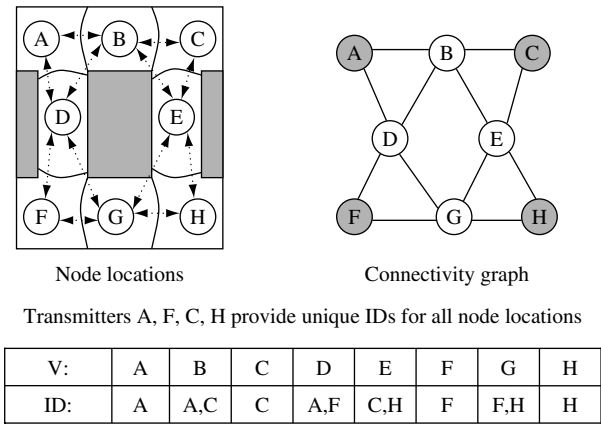 A B C
D E
F G H
A B C
D E
F G H
Node locations
Connectivity graph
Transmitters A, F, C, H provide unique IDs for all node locations
V: A B C D E F G H
ID: A A,C C A,F C,H F F,H H